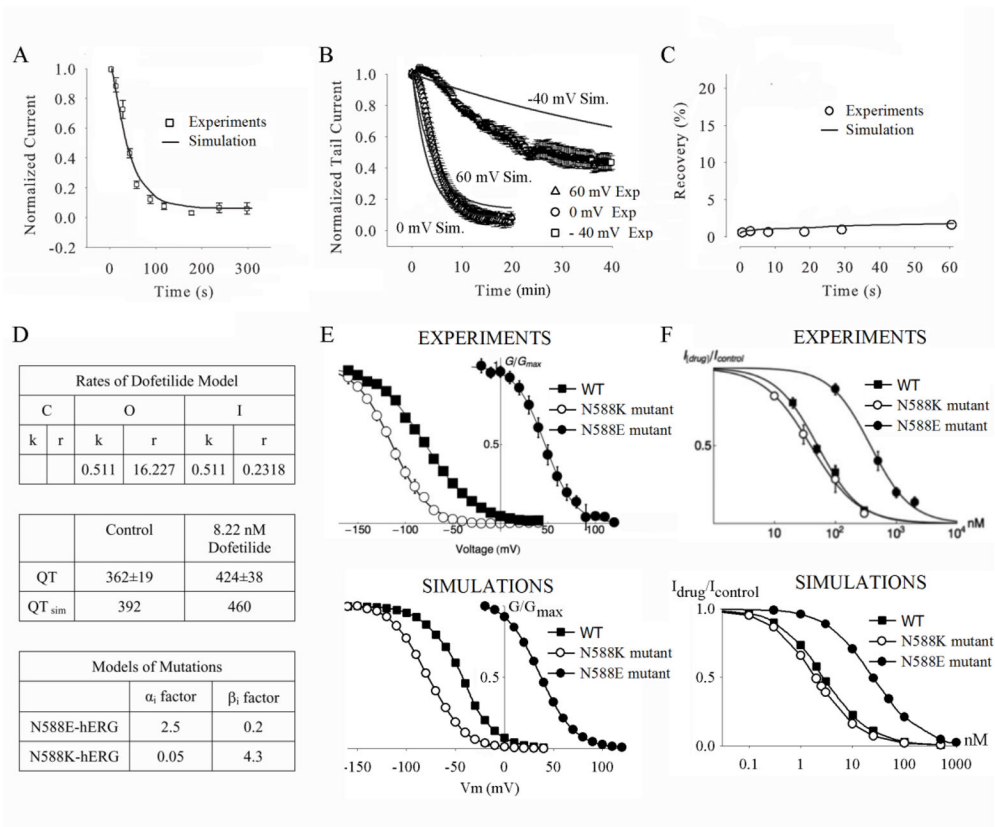 A
Normalized Current
1.0
0.8
0.6
0.4
0.2
0.0
-0.2
Experiments
Simulation
0 100 200 300
Time (s)
B
Normalized Tail Current
1.0
0.8
0.6
0.4
0.2
0.0
-40 mV Sim.
60 mV Sim.
0 mV Sim.
60 mV Exp
0 mV Exp
- 40 mV Exp
0 10 20 30 40
Time (min)
C
Recovery (%)
20
15
10
5
0
Experiments
Simulation
0 10 20 30 40 50 60
Time (s)
D
Rates of Dofetilide Model
C O I
k r k r k r
0.511 16.227 0.511 0.2318
Control 8.22 nM
Dofetilide
QT 362±19 424±38
QT sim 392 460
Models of Mutations
αi factor βi factor
N588E-hERG 2.5 0.2
N588K-hERG 0.05 4.3
E
EXPERIMENTS
G/Gmax
WT
N588K mutant
N588E mutant
0.5
−150 −100 −50 0 50 100
Voltage (mV)
SIMULATIONS
G/Gmax
WT
N588K mutant
N588E mutant
0.5
-150 -100 -50 0 50 100
Vm (mV)
F
EXPERIMENTS
I(drug)/Icontrol
WT
N588K mutant
N588E mutant
0.5
nM
10 10² 10³ 10⁴
SIMULATIONS
Idrug/Icontrol
1.0
0.5
0.0
WT
N588K mutant
N588E mutant
nM
0.1 1 10 100 1000